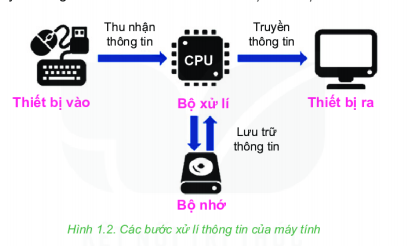 Thu nhận
thông tin
Truyền
thông tin
CPU
Thiết bị vào
Bộ xử lí
Thiết bị ra
Lưu trữ
thông tin
Bộ nhớ
Hình 1.2. Các bước xử lí thông tin của máy tính